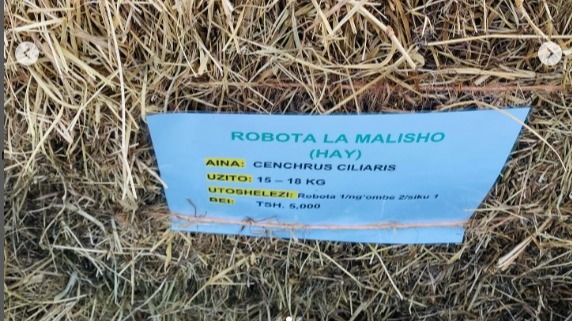 ROBOTA LA MALISHO
(HAY)
AINA: CENCHRUS CILIARIS
UZITO: 15 – 18 KG
UTOSHELEZI: Robota 1/ng'ombe 2/siku 1
BEI: TSH. 5,000